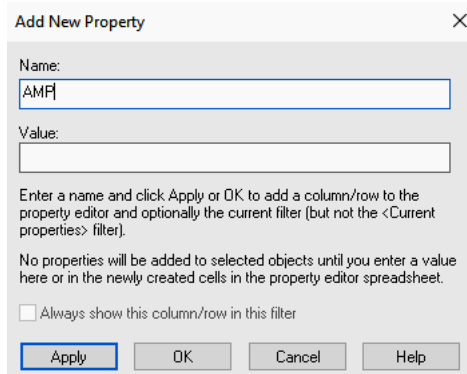 Add New Property
Name:
AMP
Value:
Enter a name and click Apply or OK to add a column/row to the
property editor and optionally the current filter (but not the <Current
properties> filter).
No properties will be added to selected objects until you enter a value
here or in the newly created cells in the property editor spreadsheet.
Always show this column/row in this filter
Apply OK Cancel Help